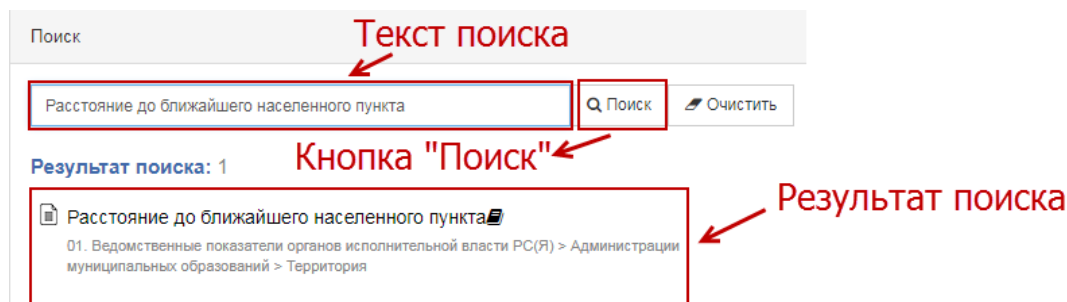 Поиск
Текст поиска
Расстояние до ближайшего населенного пункта
Поиск
Очистить
Результат поиска: 1
Кнопка "Поиск"
Расстояние до ближайшего населенного пункта
01. Ведомственные показатели органов исполнительной власти РС(Я) > Администрации
муниципальных образований > Территория
Результат поиска